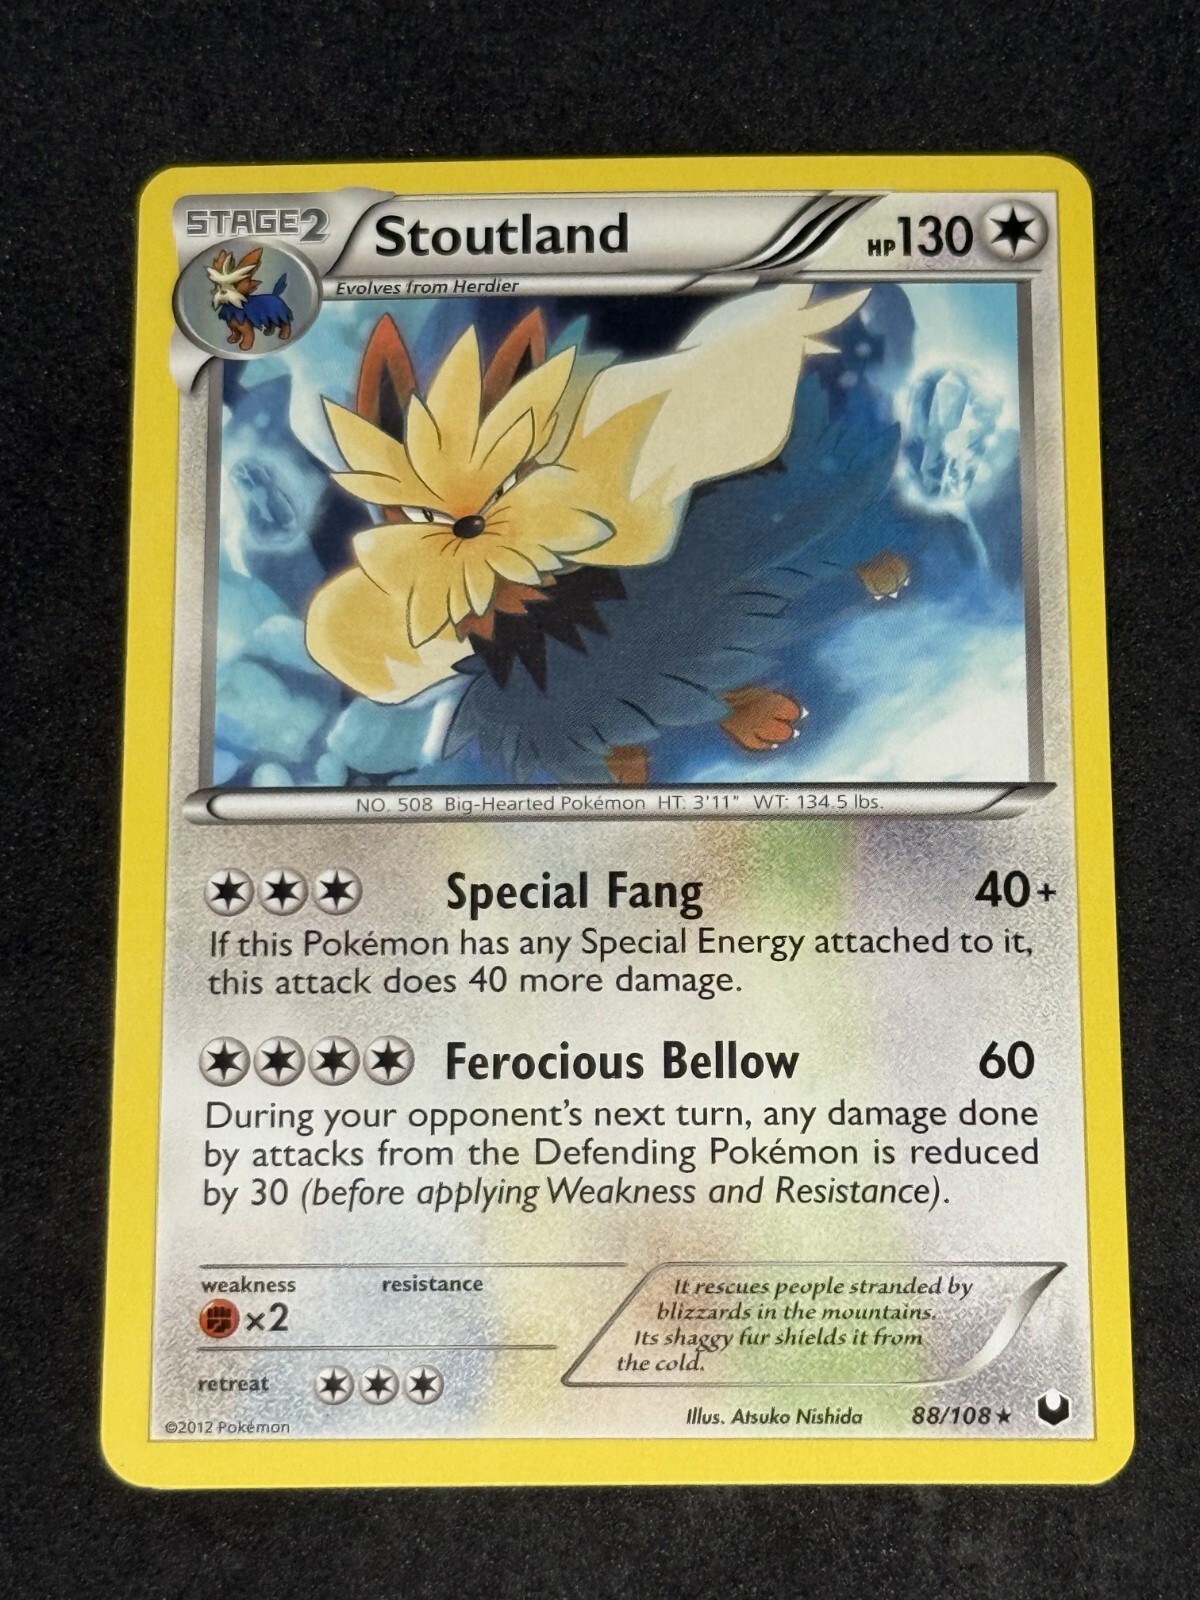 STAGE2
Stoutland
HP130
Evolves from Herdier
NO. 508 Big-Hearted Pokémon HT: 3'11" WT: 134.5 lbs.
Special Fang 40+
If this Pokémon has any Special Energy attached to it,
this attack does 40 more damage.
Ferocious Bellow 60
During your opponent's next turn, any damage done
by attacks from the Defending Pokémon is reduced
by 30 (before applying Weakness and Resistance).
weakness
resistance
×2
It rescues people stranded by
blizzards in the mountains.
Its shaggy fur shields it from
the cold.
retreat
Illus. Atsuko Nishida 88/108★
©2012 Pokémon